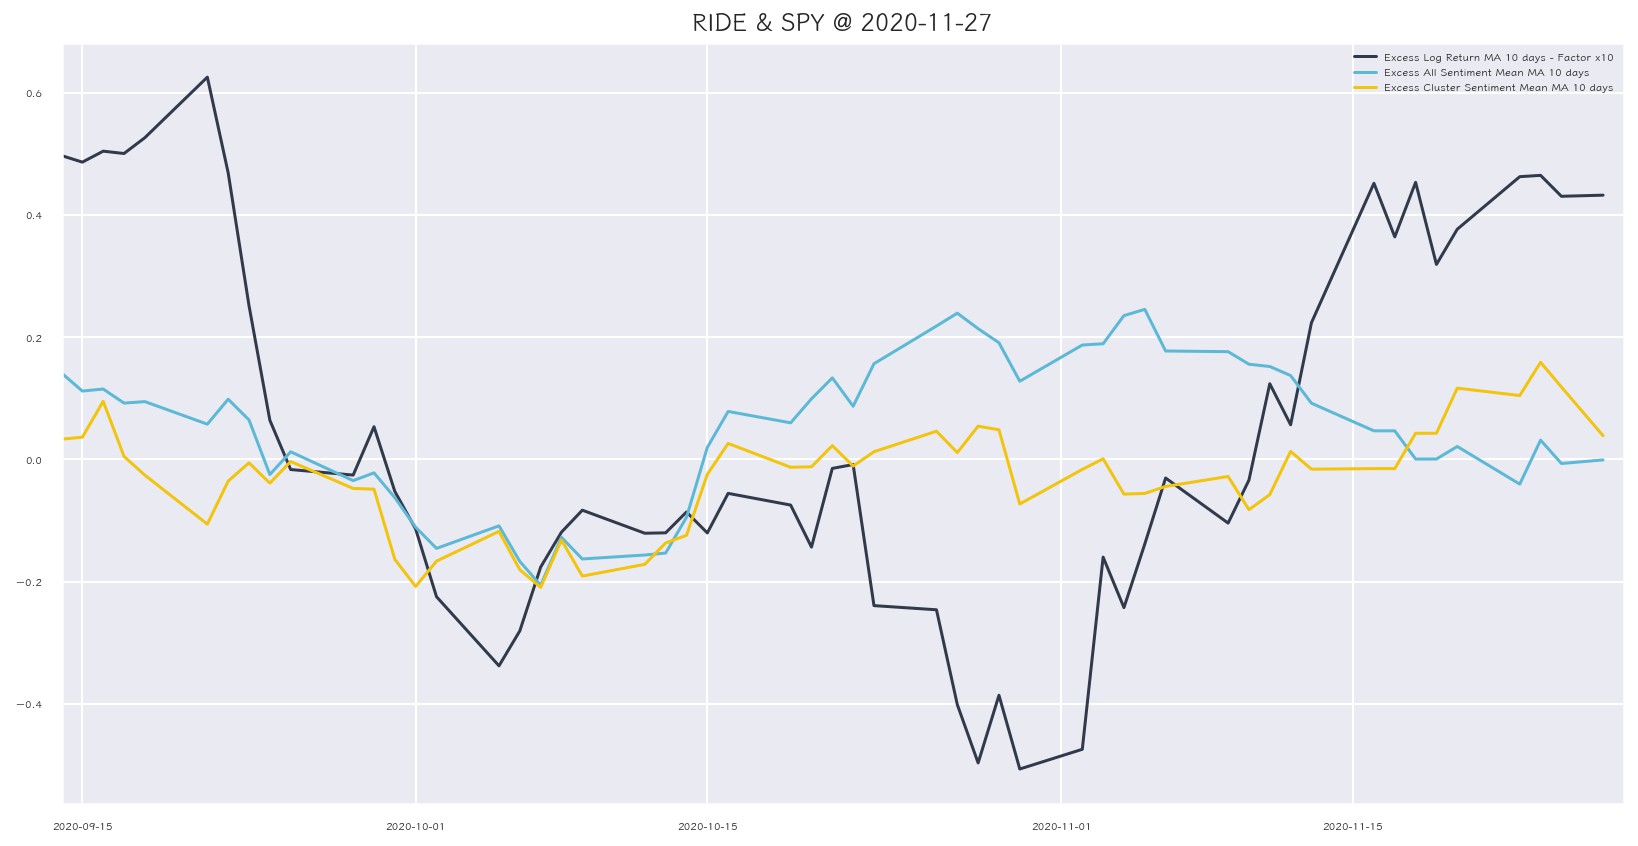 RIDE & SPY @ 2020-11-27
Excess Log Return MA 10 days - Factor x10
Excess All Sentiment Mean MA 10 days
Excess Cluster Sentiment Mean MA 10 days
0.6
0.4
0.2
0.0
−0.2
−0.4
2020-09-15 2020-10-01 2020-10-15 2020-11-01 2020-11-15